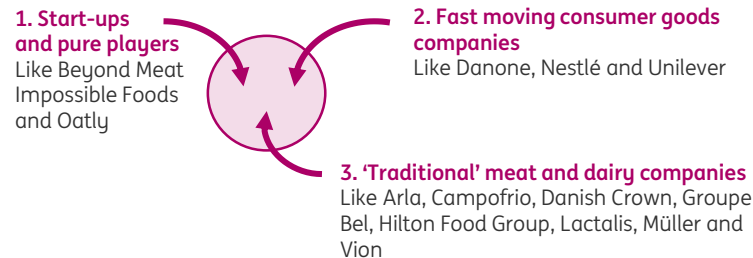 1. Start-ups
and pure players
Like Beyond Meat
Impossible Foods
and Oatly
2. Fast moving consumer goods
companies
Like Danone, Nestlé and Unilever
3. ‘Traditional’ meat and dairy companies
Like Arla, Campofrio, Danish Crown, Groupe
Bel, Hilton Food Group, Lactalis, Müller and
Vion